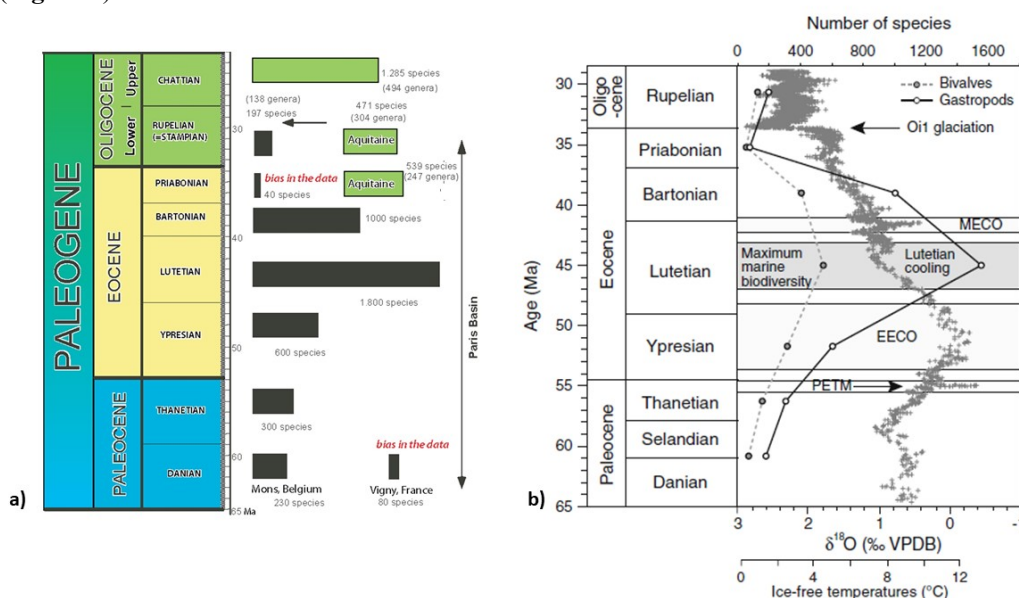 a)
PALEOGENE
OLIGOCENE
Lower | Upper
EOCENE
PALEOCENE
CHATTIAN
RUPELIAN
(=STAMPIAN)
PRIABONIAN
BARTONIAN
LUTETIAN
YPRESIAN
THANETIAN
DANIAN
30
40
50
60
65 Ma
1.285 species
(494 genera)
(138 genera)
197 species
471 species
(304 genera)
Aquitaine
539 species
(247 genera)
bias in the data
Aquitaine
40 species
1000 species
1.800 species
600 species
300 species
bias in the data
Mons, Belgium
230 species
Vigny, France
80 species
Paris Basin
b)
Number of species
0 400 800 1200 1600
Age (Ma)
30
35
40
45
50
55
60
65
Oligo
-cene
Eocene
Paleocene
Rupelian
Priabonian
Bartonian
Lutetian
Ypresian
Thanetian
Selandian
Danian
Bivalves
Gastropods
Oi1 glaciation
MECO
Maximum
marine
biodiversity
Lutetian
cooling
EECO
PETM
3 2 1 0 -1
δ18O (‰ VPDB)
0 4 8 12
Ice-free temperatures (°C)